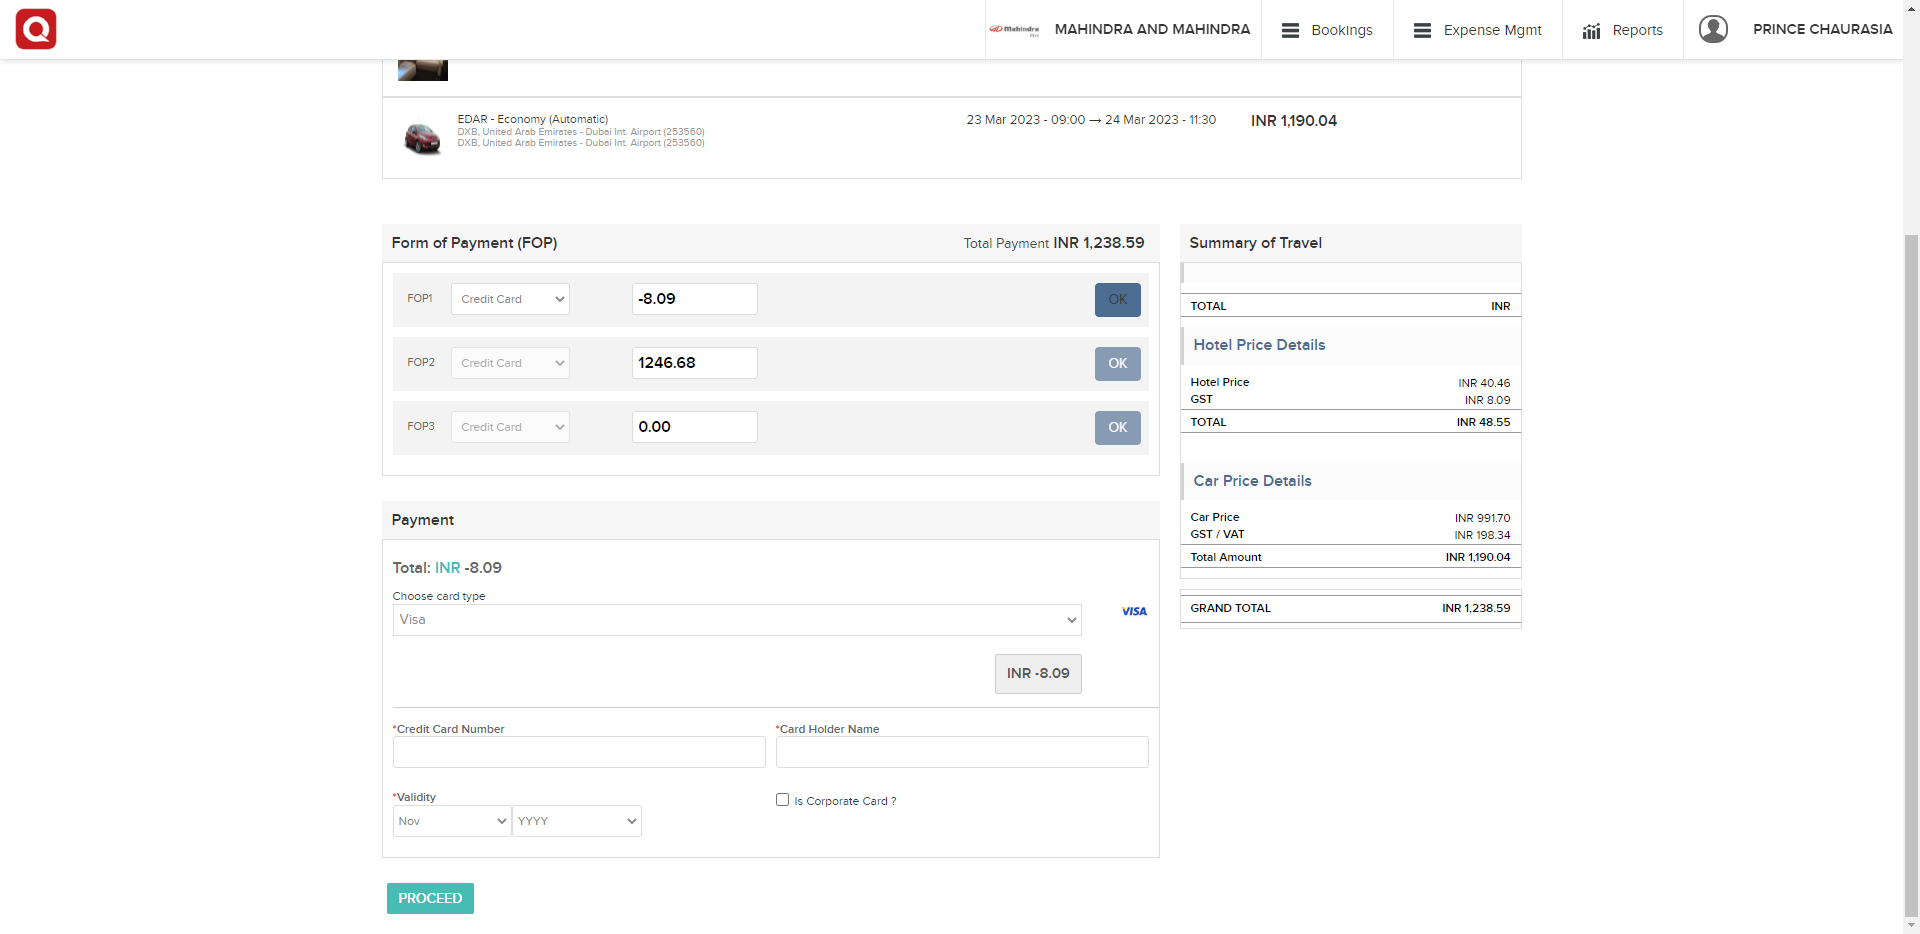 Mahindra MAHINDRA AND MAHINDRA Bookings Expense Mgmt Reports PRINCE CHAURASIA
EDAR - Economy (Automatic) 23 Mar 2023 - 09:00 → 24 Mar 2023 - 11:30 INR 1,190.04
DXB, United Arab Emirates - Dubai Int. Airport (253560)
DXB, United Arab Emirates - Dubai Int. Airport (253560)
Form of Payment (FOP) Total Payment INR 1,238.59
FOP1 Credit Card -8.09 OK
FOP2 Credit Card 1246.68 OK
FOP3 Credit Card 0.00 OK
Payment
Total: INR -8.09
Choose card type
Visa VISA
INR -8.09
*Credit Card Number *Card Holder Name
*Validity
Nov YYYY Is Corporate Card ?
PROCEED
Summary of Travel
TOTAL INR
Hotel Price Details
Hotel Price INR 40.46
GST INR 8.09
TOTAL INR 48.55
Car Price Details
Car Price INR 991.70
GST / VAT INR 198.34
Total Amount INR 1,190.04
GRAND TOTAL INR 1,238.59